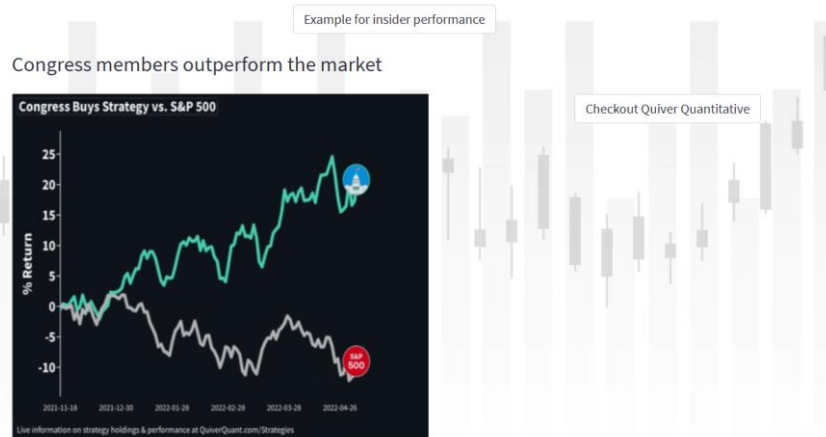 Example for insider performance
Congress members outperform the market
Congress Buys Strategy vs. S&P 500
Checkout Quiver Quantitative
25
20
15
10
5
0
-5
-10
% Return
S&P
500
2021-11-18 2021-12-30 2022-01-28 2022-02-28 2022-03-28 2022-04-26
Live information on strategy holdings & performance at QuiverQuant.com/Strategies